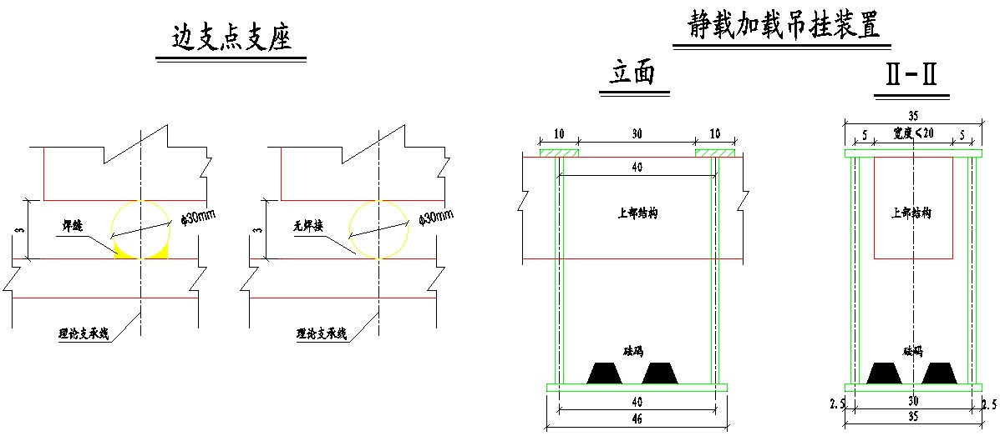 边支点支座
静载加载吊挂装置
立面
Ⅱ-Ⅱ
3
焊缝
ϕ30mm
理论支承线
3
无焊接
ϕ30mm
理论支承线
10
30
10
40
上部结构
砝码
40
46
35
5
宽度≤20
5
上部结构
砝码
2.5
30
2.5
35